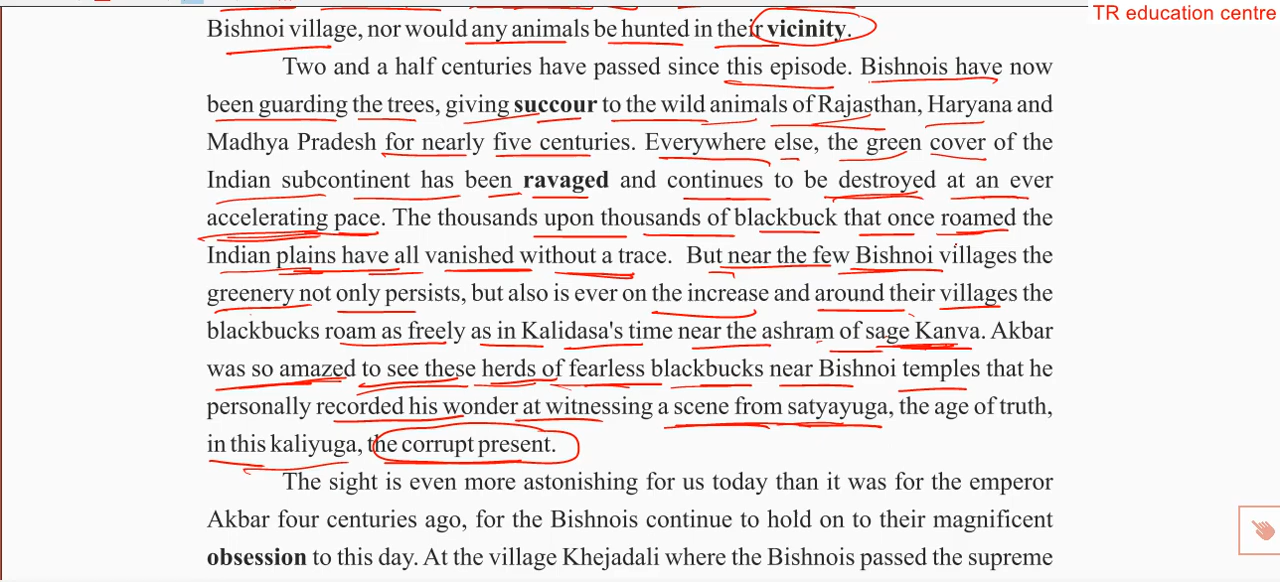 TR education centre
Bishnoi village, nor would any animals be hunted in their vicinity.
Two and a half centuries have passed since this episode. Bishnois have now
been guarding the trees, giving succour to the wild animals of Rajasthan, Haryana and
Madhya Pradesh for nearly five centuries. Everywhere else, the green cover of the
Indian subcontinent has been ravaged and continues to be destroyed at an ever
accelerating pace. The thousands upon thousands of blackbuck that once roamed the
Indian plains have all vanished without a trace. But near the few Bishnoi villages the
greenery not only persists, but also is ever on the increase and around their villages the
blackbucks roam as freely as in Kalidasa's time near the ashram of sage Kanva. Akbar
was so amazed to see these herds of fearless blackbucks near Bishnoi temples that he
personally recorded his wonder at witnessing a scene from satyayuga, the age of truth,
in this kaliyuga, the corrupt present.
The sight is even more astonishing for us today than it was for the emperor
Akbar four centuries ago, for the Bishnois continue to hold on to their magnificent
obsession to this day. At the village Khejadali where the Bishnois passed the supreme